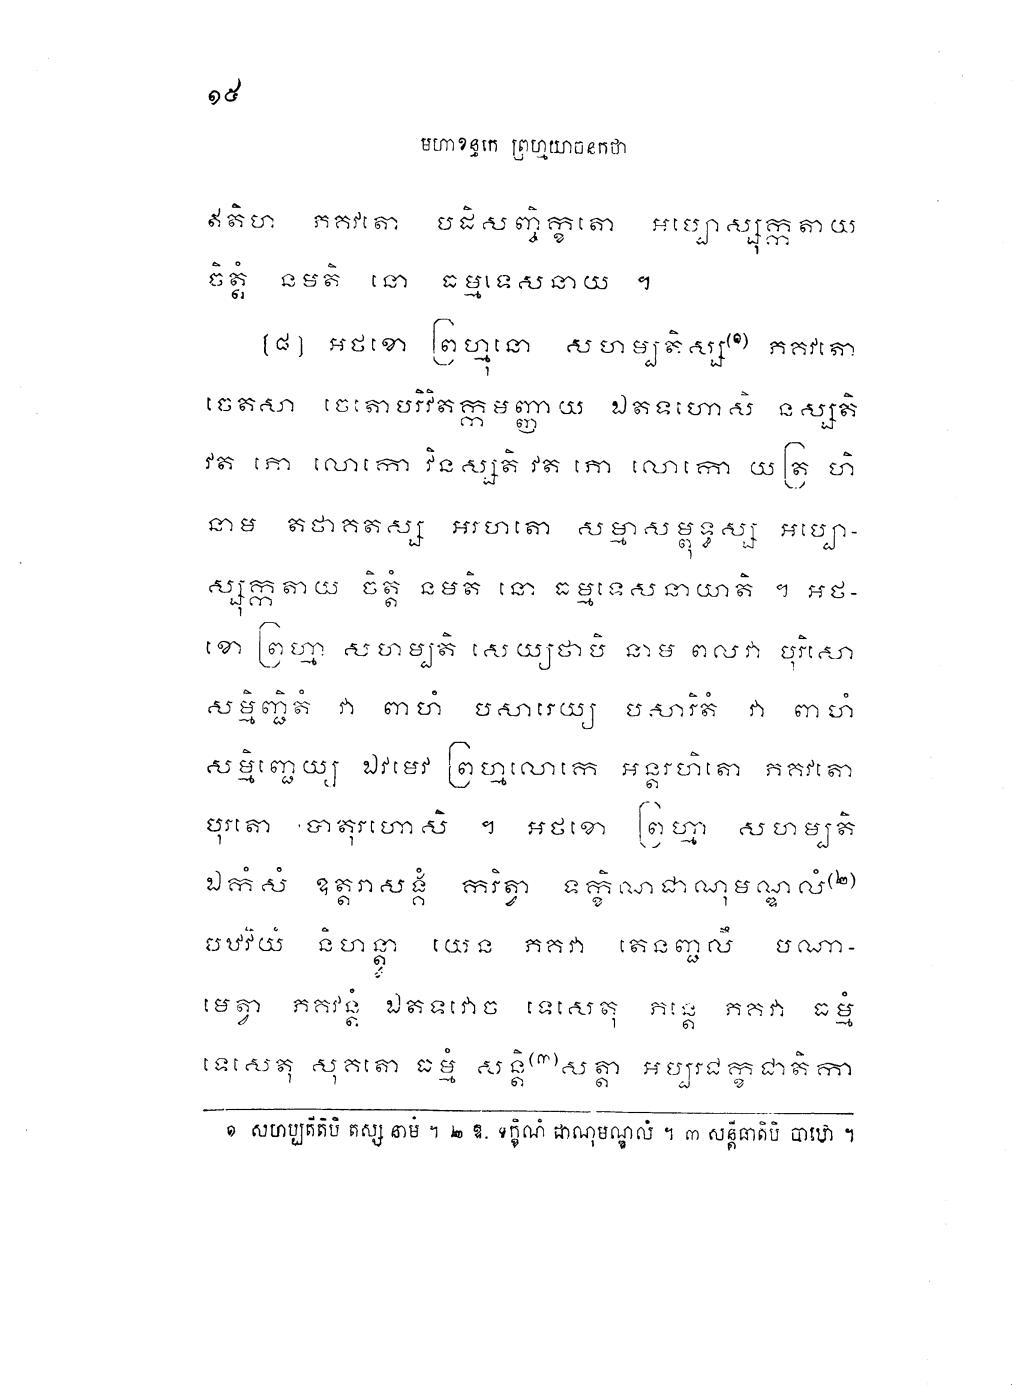 ១៥
មហាខន្ធកេ ព្រហ្មយាចនកថា
ឥតិហ ភគវតោ បដិសញ្ចិក្ខតោ អប្បោស្សុក្កតាយ
ចិត្តំ នមតិ នោ ធម្មទេសនាយ ។
[៨] អថខោ ព្រហ្មុនោ សហម្បតិស្ស(១) ភគវតោ
ចេតសា ចេតោបរិវិតក្កមញ្ញាយ ឯតទហោសិ នស្សតិ
វត ភោ លោកោ វិនស្សតិ វត ភោ លោកោ យត្រ ហិ
នាម តថាគតស្ស អរហតោ សម្មាសម្ពុទ្ធស្ស អប្បោ-
ស្សុក្កតាយ ចិត្តំ នមតិ នោ ធម្មទេសនាយាតិ ។ អថ-
ខោ ព្រហ្មា សហម្បតិ សេយ្យថាបិ នាម ពលវា បុរិសោ
សម្មិញ្ជិតំ វា ពាហំ បសារេយ្យ បសារិតំ វា ពាហំ
សម្មិញ្ជេយ្យ ឯវមេវ ព្រហ្មលោកេ អន្តរហិតោ ភគវតោ
បុរតោ បាតុរហោសិ ។ អថខោ ព្រហ្មា សហម្បតិ
ឯកំសំ ឧត្តរាសង្គំ ករិត្វា ទក្ខិណជាណុមណ្ឌលំ(២)
បឋវិយំ និហន្ត្វា យេន ភគវា តេនញ្ជលឹ បណា-
មេត្វា ភគវន្តំ ឯតទវោច ទេសេតុ ភន្តេ ភគវា ធម្មំ
ទេសេតុ សុគតោ ធម្មំ សន្តិ(៣)សត្តា អប្បរជក្ខជាតិកា
១ សហប្បតីតិបិ តស្ស នាមំ ។ ២ ឱ. ទក្ខិណំ ជាណុមណ្ឌលំ ។ ៣ សន្តីធាតិបិ បាឋោ ។